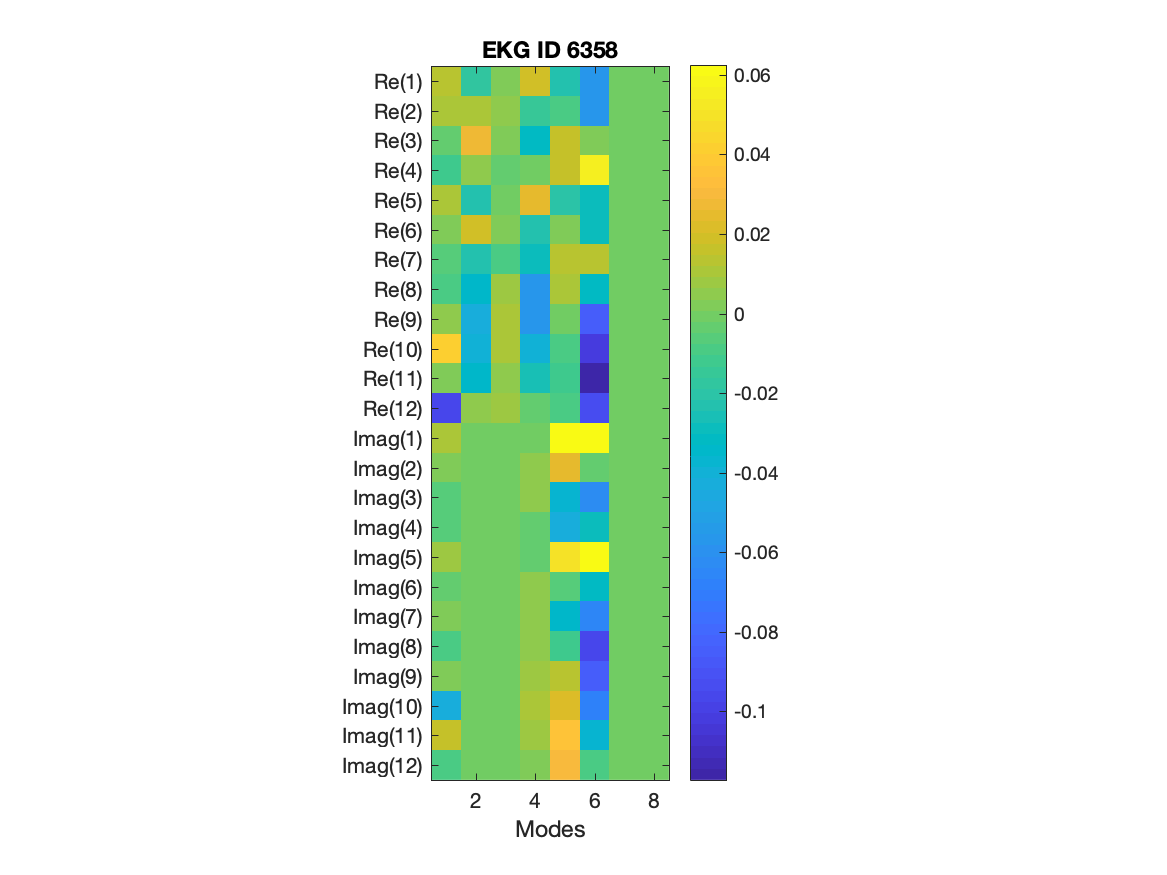 EKG ID 6358
Re(1)
Re(2)
Re(3)
Re(4)
Re(5)
Re(6)
Re(7)
Re(8)
Re(9)
Re(10)
Re(11)
Re(12)
Imag(1)
Imag(2)
Imag(3)
Imag(4)
Imag(5)
Imag(6)
Imag(7)
Imag(8)
Imag(9)
Imag(10)
Imag(11)
Imag(12)
2 4 6 8
Modes
0.06
0.04
0.02
0
-0.02
-0.04
-0.06
-0.08
-0.1